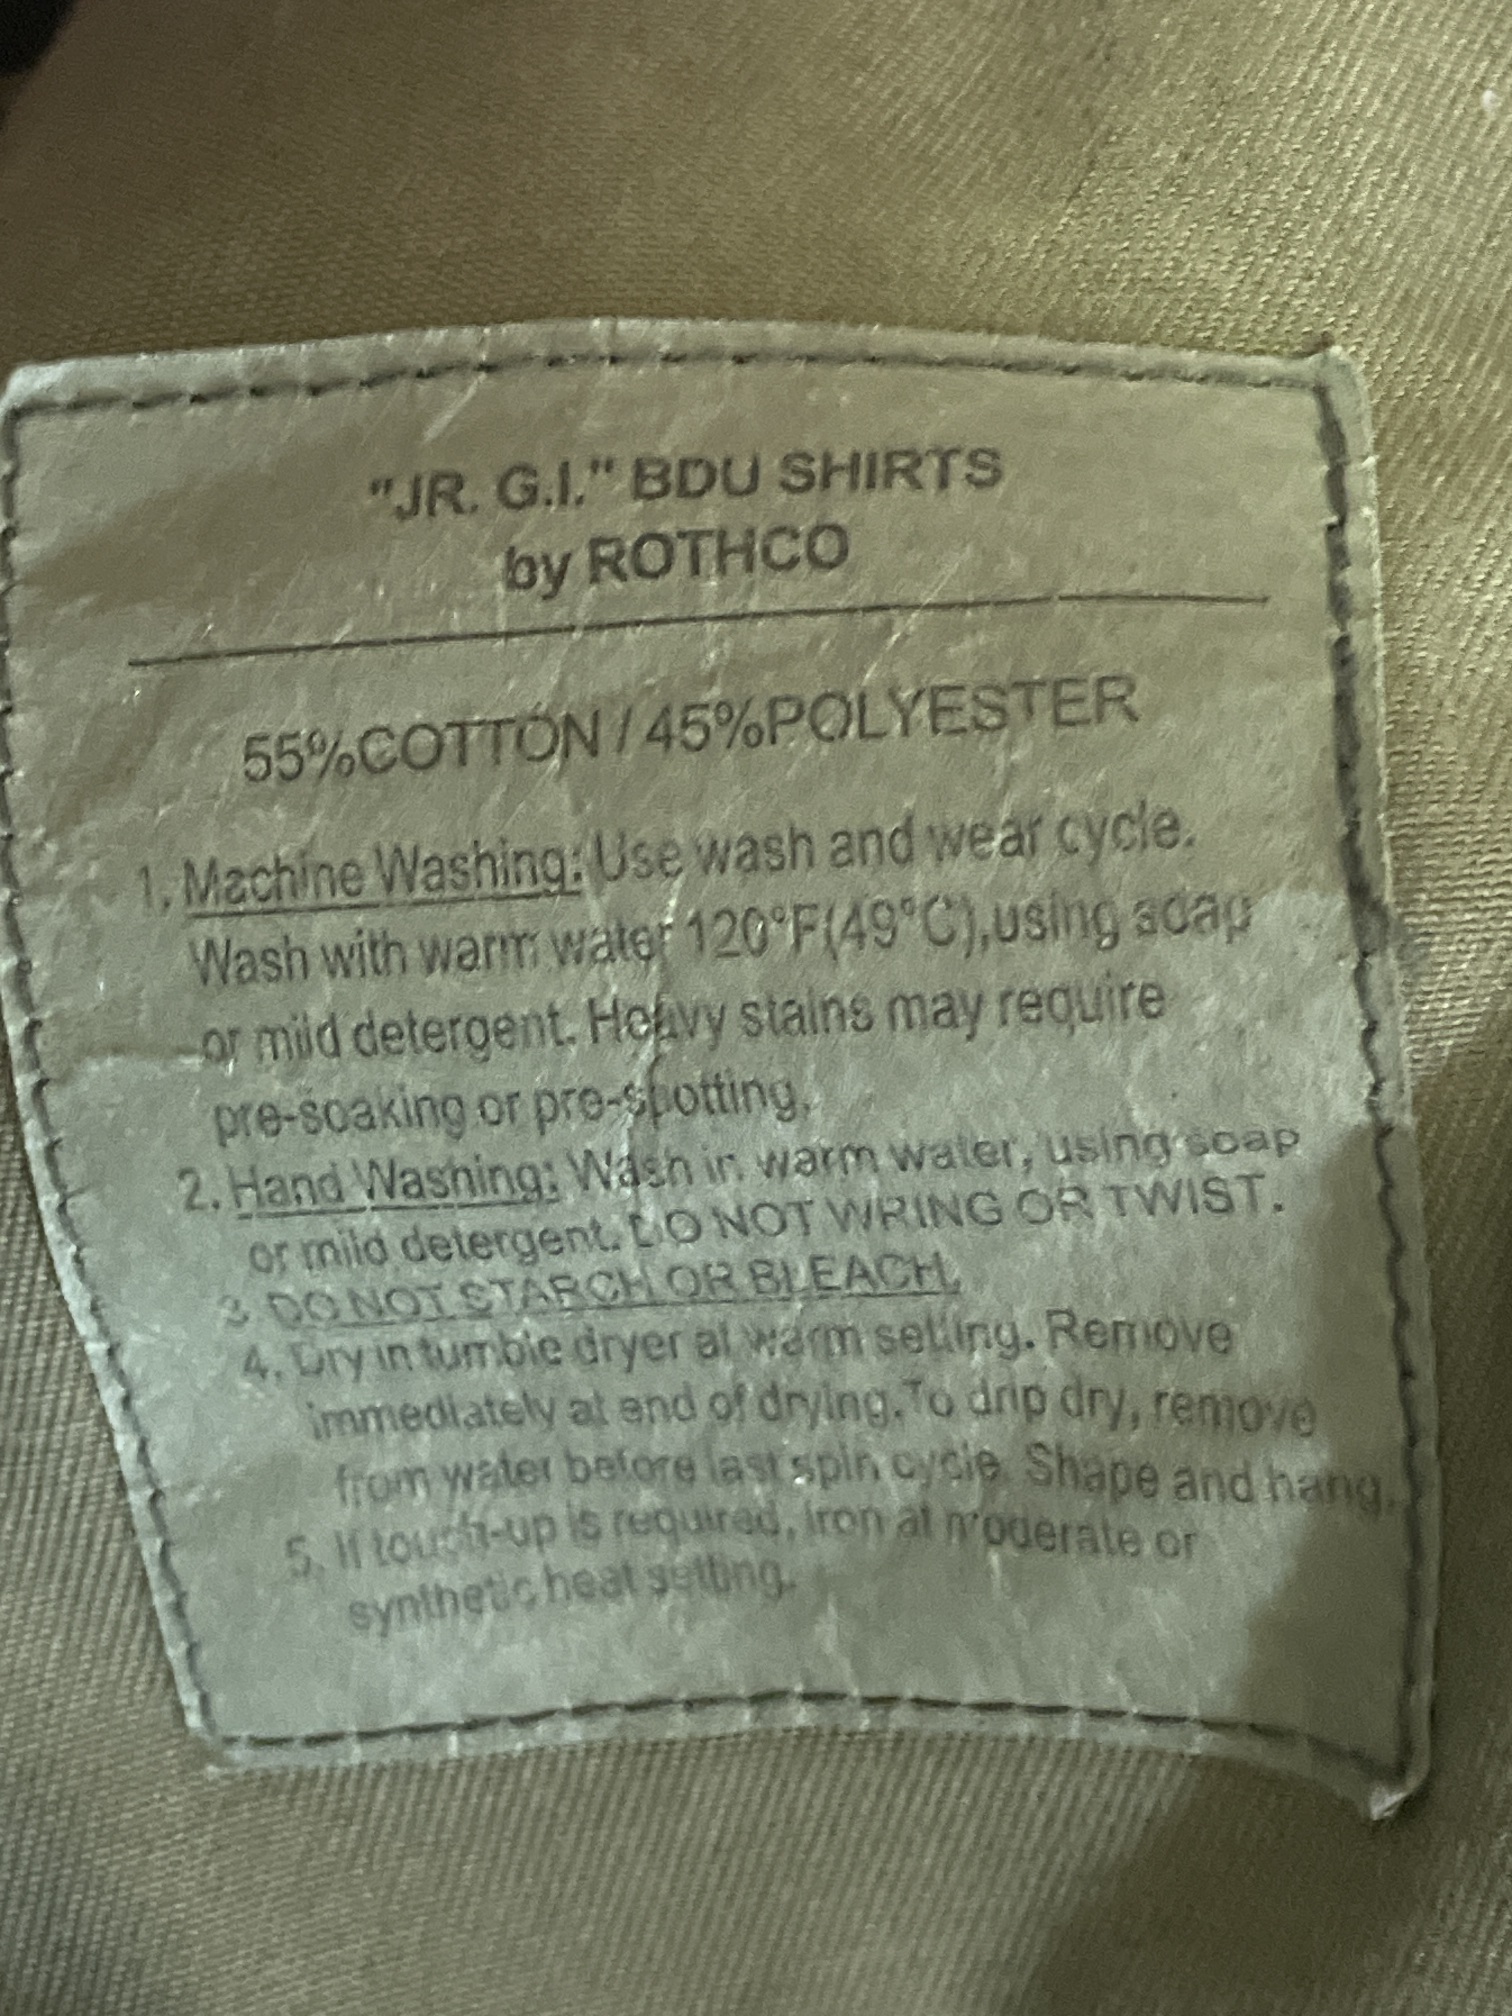 "JR. G.I." BDU SHIRTS
by ROTHCO
55%COTTON / 45%POLYESTER
1. Machine Washing: Use wash and wear cycle.
Wash with warm water 120°F(49°C),using soap
or mild detergent. Heavy stains may require
pre-soaking or pre-spotting.
2. Hand Washing: Wash in warm water, using soap
or mild detergent. DO NOT WRING OR TWIST.
3. DO NOT STARCH OR BLEACH.
4. Dry in tumble dryer at warm setting. Remove
immediately at end of drying. To drip dry, remove
from water before last spin cycle. Shape and hang.
5. If touch-up is required, iron at moderate or
synthetic heat setting.